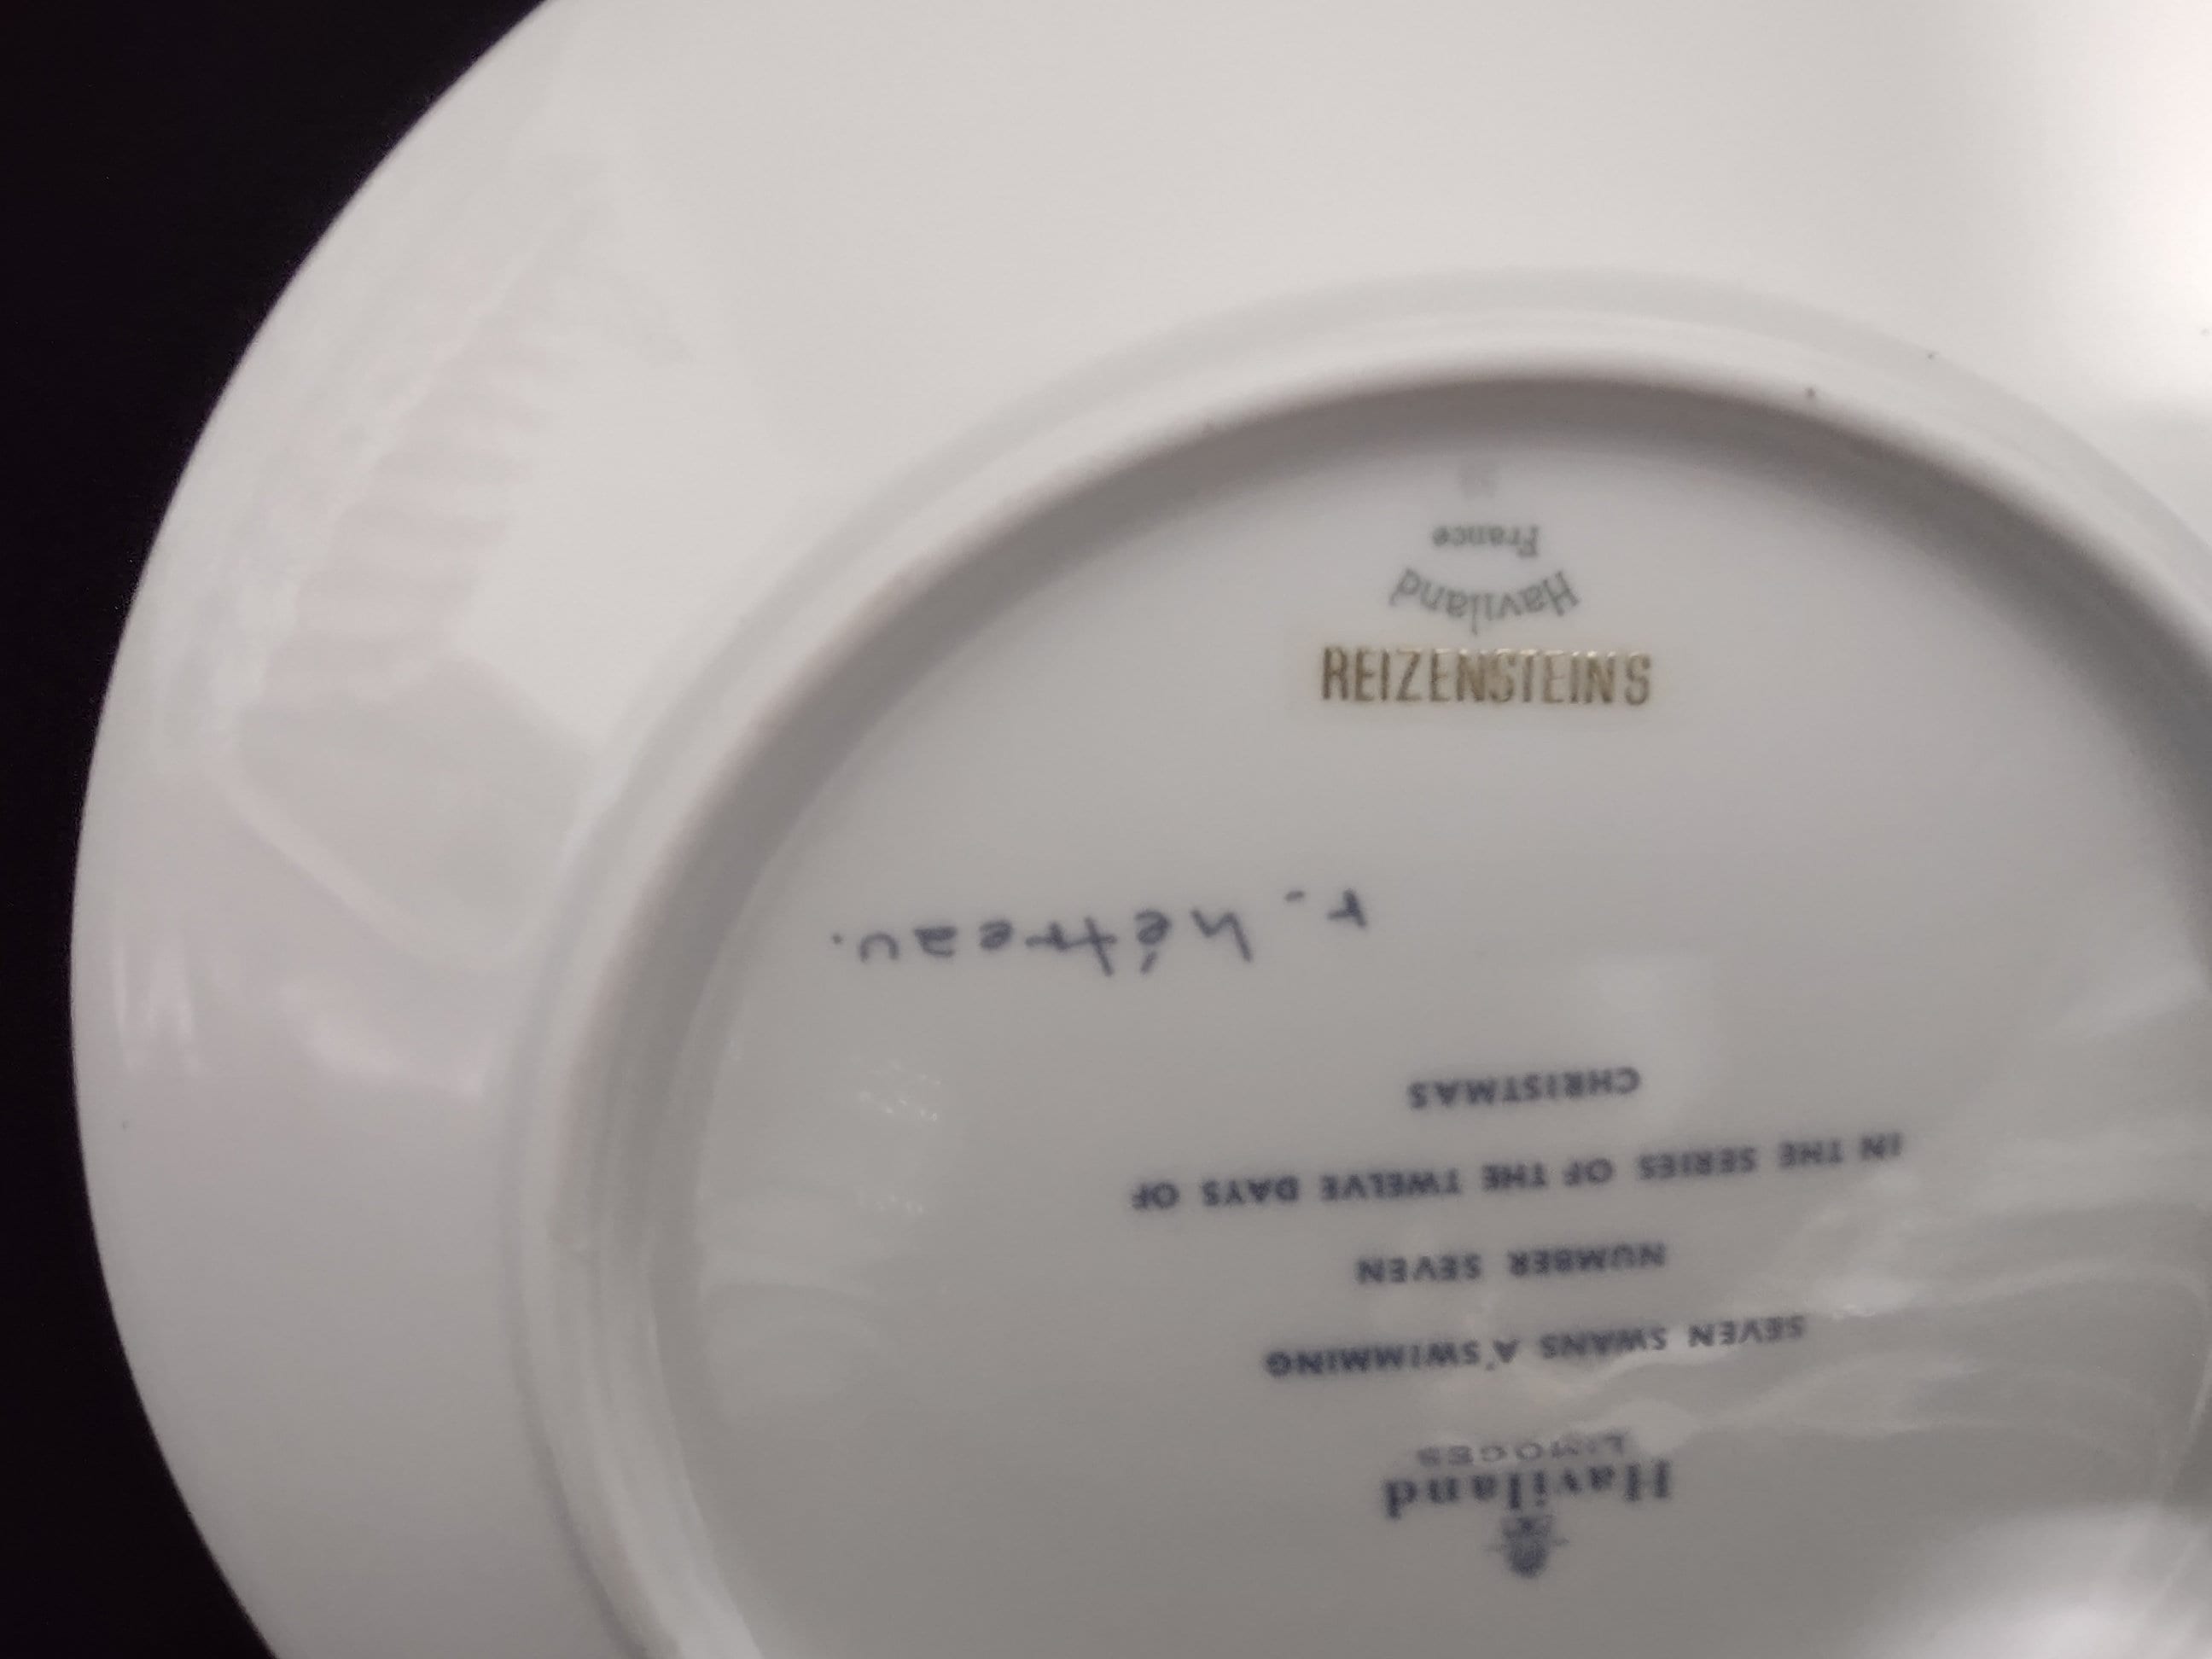 Haviland
LIMOGES
SEVEN SWANS A'SWIMMING
NUMBER SEVEN
IN THE SERIES OF THE TWELVE DAYS OF
CHRISTMAS
r. hétreau.
REIZENSTEINS
Haviland
France